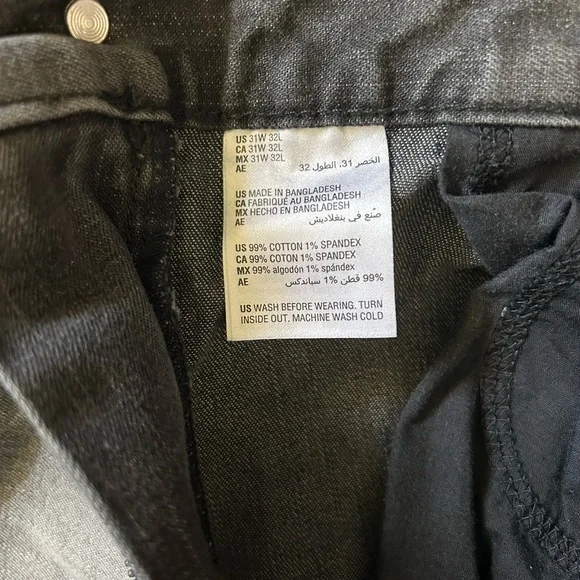 US 31W 32L
CA 31W 32L
MX 31W 32L
AE الخصر 31، الطول 32
US MADE IN BANGLADESH
CA FABRIQUÉ AU BANGLADESH
MX HECHO EN BANGLADESH
AE صُنع في بنغلاديش
US 99% COTTON 1% SPANDEX
CA 99% COTON 1% SPANDEX
MX 99% algodón 1% spándex
AE 99% قطن 1% سباندكس
US WASH BEFORE WEARING. TURN
INSIDE OUT. MACHINE WASH COLD